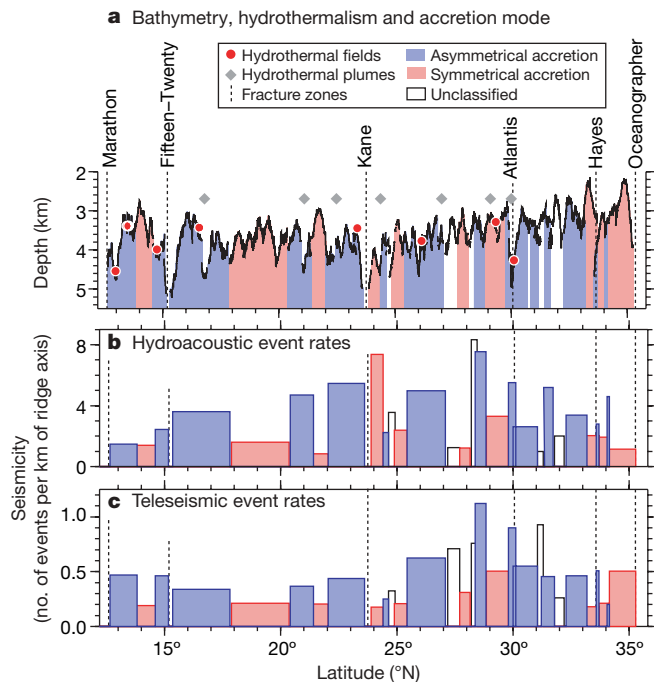 a Bathymetry, hydrothermalism and accretion mode
Hydrothermal fields
Hydrothermal plumes
Fracture zones
Asymmetrical accretion
Symmetrical accretion
Unclassified
Marathon
Fifteen–Twenty
Kane
Atlantis
Hayes
Oceanographer
Depth (km)
2
3
4
5
b Hydroacoustic event rates
8
4
0
Seismicity
(no. of events per km of ridge axis)
c Teleseismic event rates
1.0
0.5
0.0
15° 20° 25° 30° 35°
Latitude (°N)